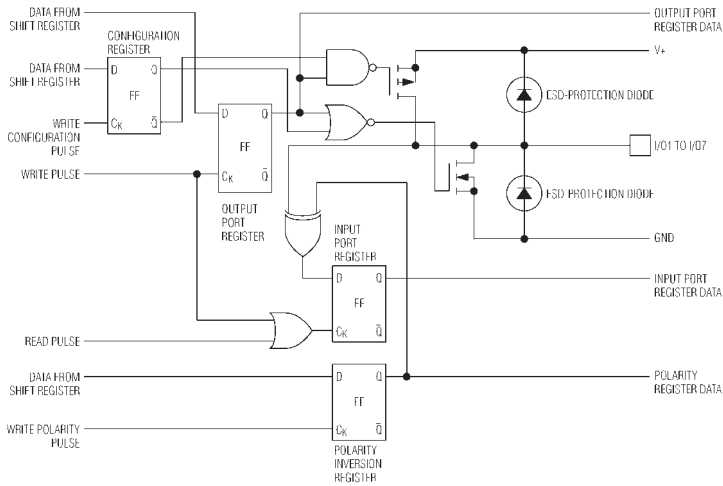 DATA FROM
SHIFT REGISTER
OUTPUT PORT
REGISTER DATA
CONFIGURATION
REGISTER
V+
DATA FROM
SHIFT REGISTER
D
Q
FF
CK
Q̅
ESD-PROTECTION DIODE
WRITE
CONFIGURATION
PULSE
D
Q
FF
CK
Q̅
I/O1 TO I/O7
WRITE PULSE
ESD-PROTECTION DIODE
OUTPUT
PORT
REGISTER
INPUT
PORT
REGISTER
GND
D
Q
FF
CK
Q̅
INPUT PORT
REGISTER DATA
READ PULSE
DATA FROM
SHIFT REGISTER
D
Q
FF
CK
Q̅
POLARITY
REGISTER DATA
WRITE POLARITY
PULSE
POLARITY
INVERSION
REGISTER